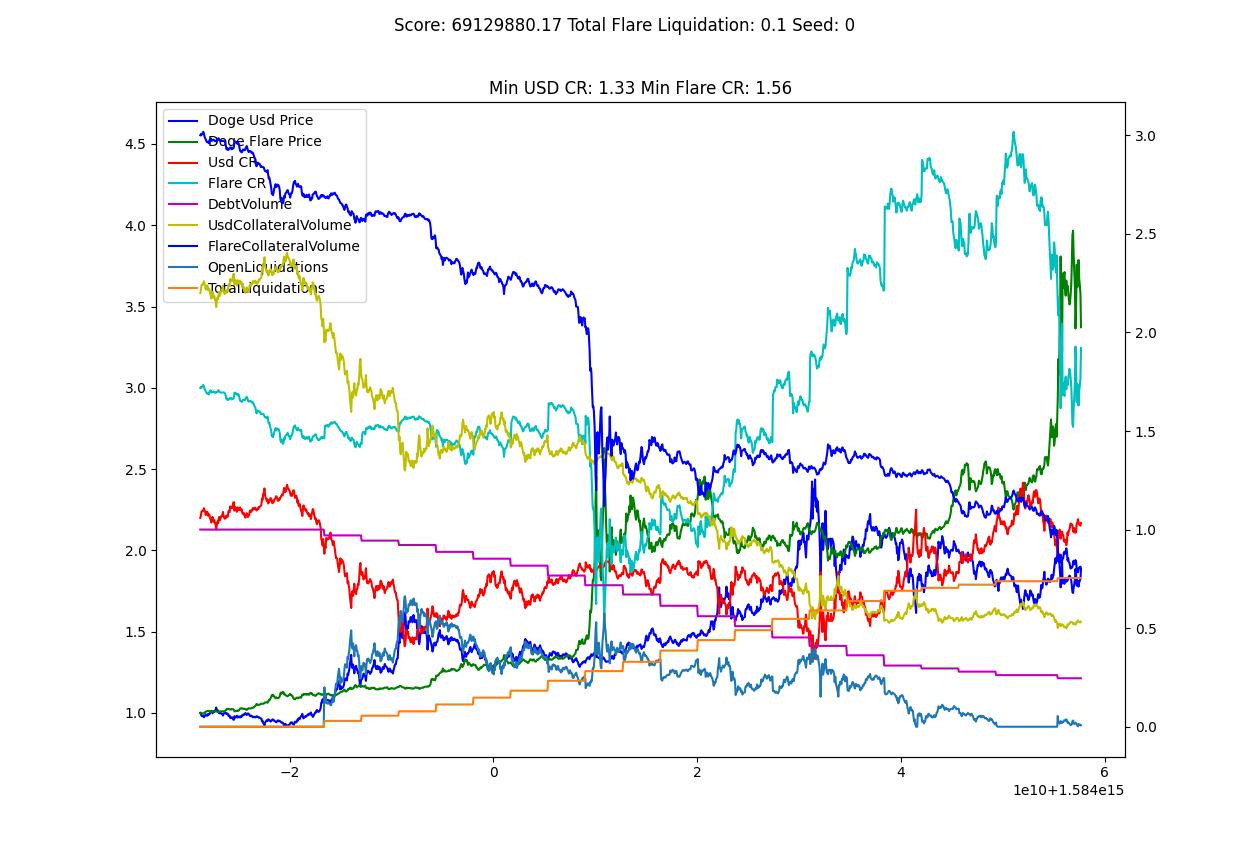 Score: 69129880.17 Total Flare Liquidation: 0.1 Seed: 0
Min USD CR: 1.33 Min Flare CR: 1.56
Doge Usd Price
Doge Flare Price
Usd CR
Flare CR
DebtVolume
UsdCollateralVolume
FlareCollateralVolume
OpenLiquidations
TotalLiquidations
4.5
4.0
3.5
3.0
2.5
2.0
1.5
1.0
3.0
2.5
2.0
1.5
1.0
0.5
0.0
−2 0 2 4 6
1e10+1.584e15